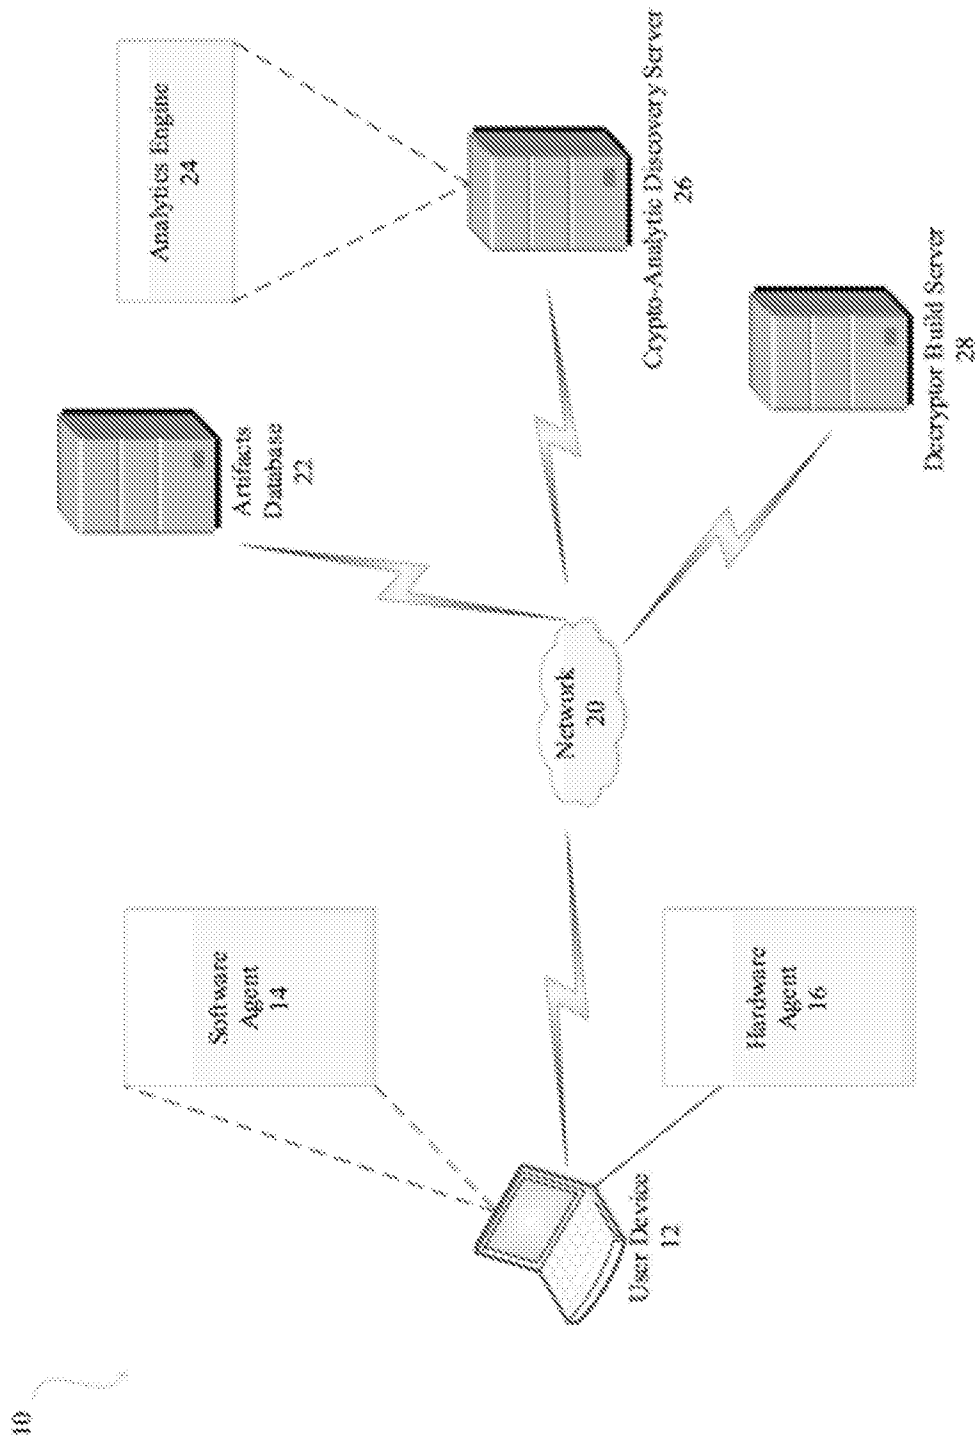 10
User Device
12
Software
Agent
14
Hardware
Agent
16
Network
20
Artifacts
Database
22
Analytics Engine
24
Crypto-Analytic Discovery Server
26
Decryptor Build Server
28